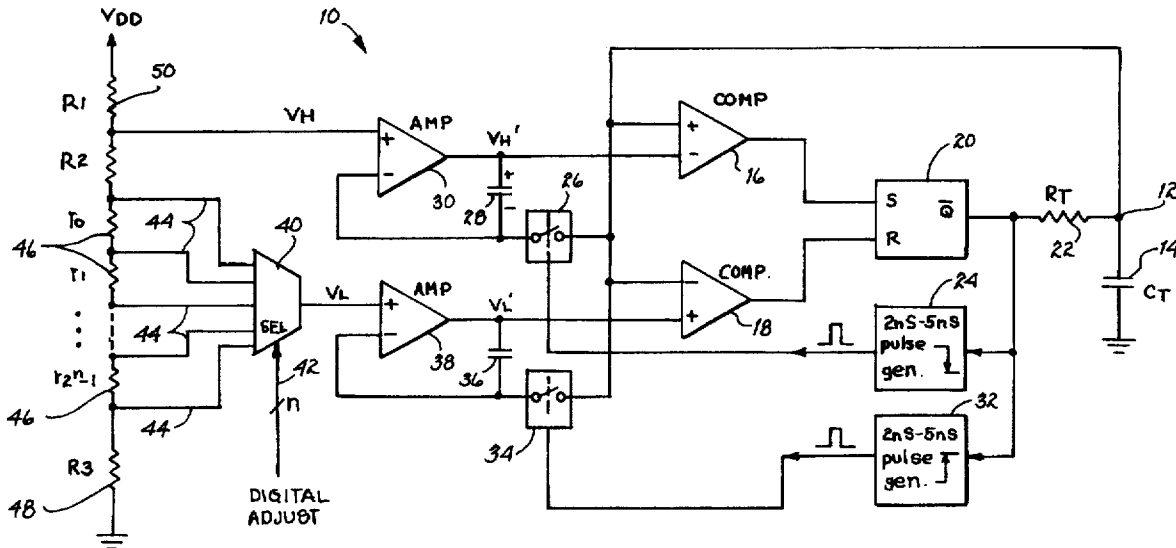 VDD
10
50
R1
VH
AMP
VH'
COMP
R2
+
-
30
+
28
-
26
+
-
16
20
S
Q̅
R
RT
22
12
14
CT
r0
44
40
46
r1
44
SEL
VL
AMP
VL'
COMP.
+
-
38
36
-
+
18
24
2nS-5nS
pulse
gen.
r2ⁿ-1
46
44
42
n
34
32
2nS-5nS
pulse
gen.
R3
48
DIGITAL
ADJUST